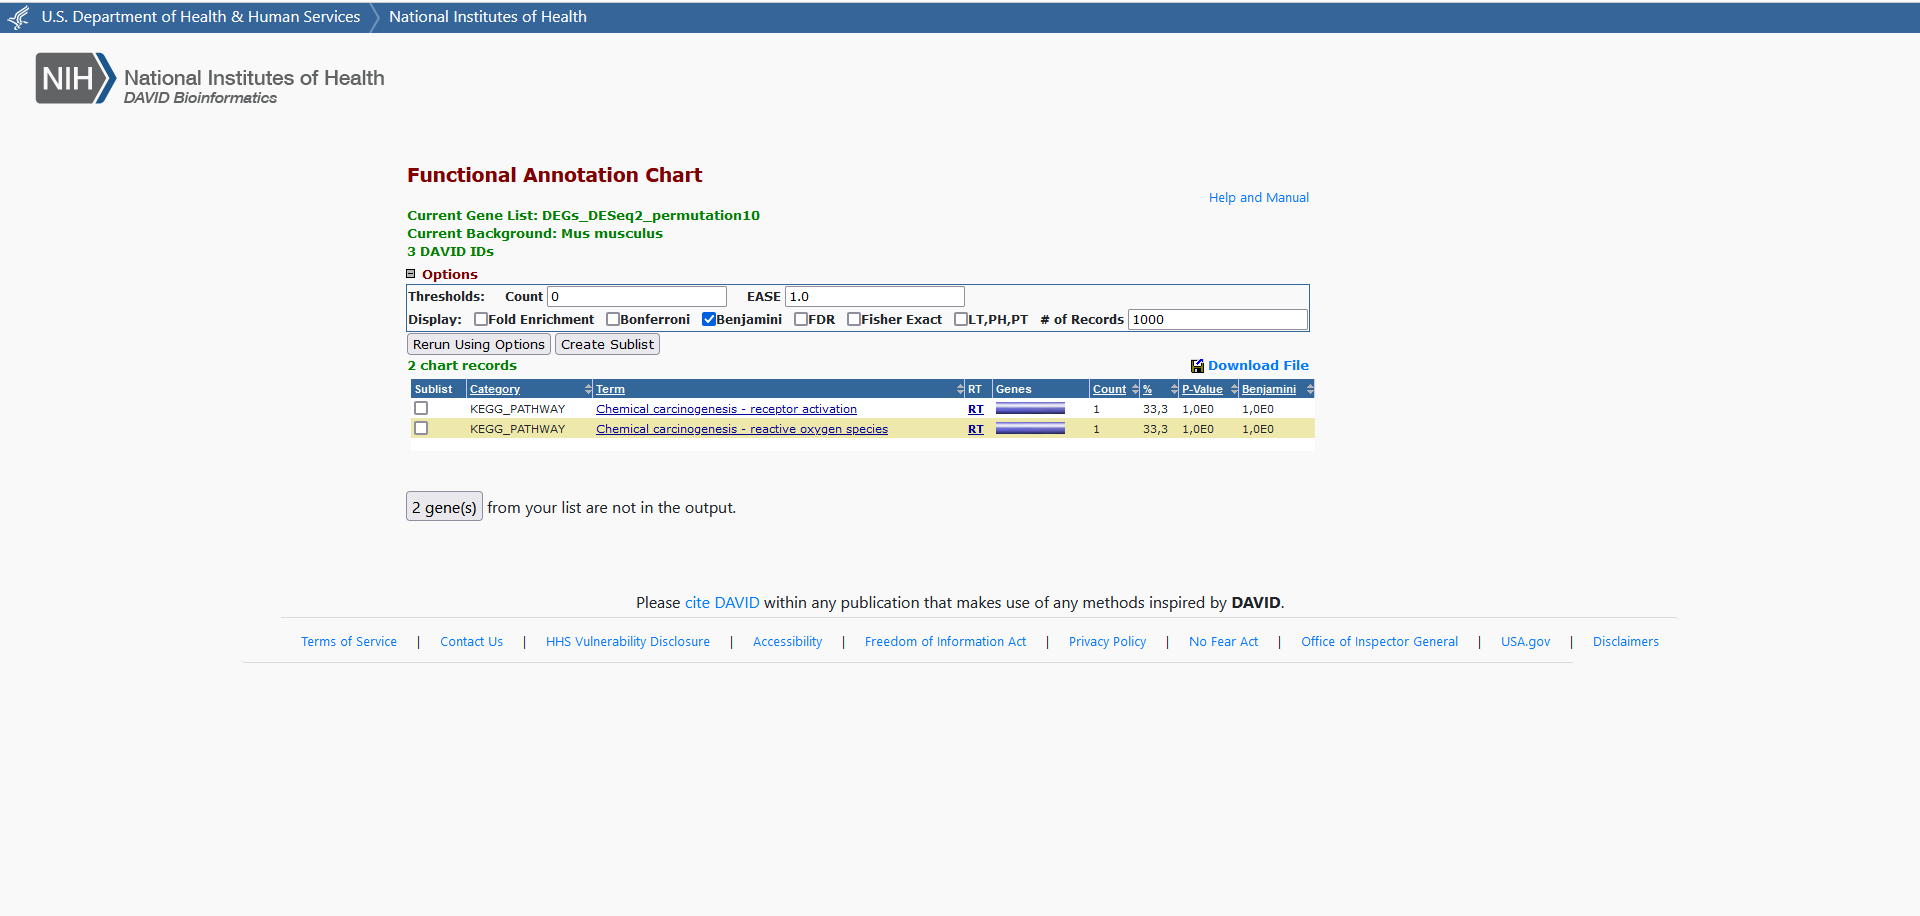 U.S. Department of Health & Human Services National Institutes of Health
NIH National Institutes of Health
DAVID Bioinformatics
Functional Annotation Chart
Help and Manual
Current Gene List: DEGs_DESeq2_permutation10
Current Background: Mus musculus
3 DAVID IDs
Options
Thresholds: Count 0 EASE 1.0
Display: Fold Enrichment Bonferroni Benjamini FDR Fisher Exact LT,PH,PT # of Records 1000
Rerun Using Options Create Sublist
2 chart records Download File
Sublist Category Term RT Genes Count % P-Value Benjamini
KEGG_PATHWAY Chemical carcinogenesis - receptor activation RT 1 33,3 1,0E0 1,0E0
KEGG_PATHWAY Chemical carcinogenesis - reactive oxygen species RT 1 33,3 1,0E0 1,0E0
2 gene(s) from your list are not in the output.
Please cite DAVID within any publication that makes use of any methods inspired by DAVID.
Terms of Service | Contact Us | HHS Vulnerability Disclosure | Accessibility | Freedom of Information Act | Privacy Policy | No Fear Act | Office of Inspector General | USA.gov | Disclaimers